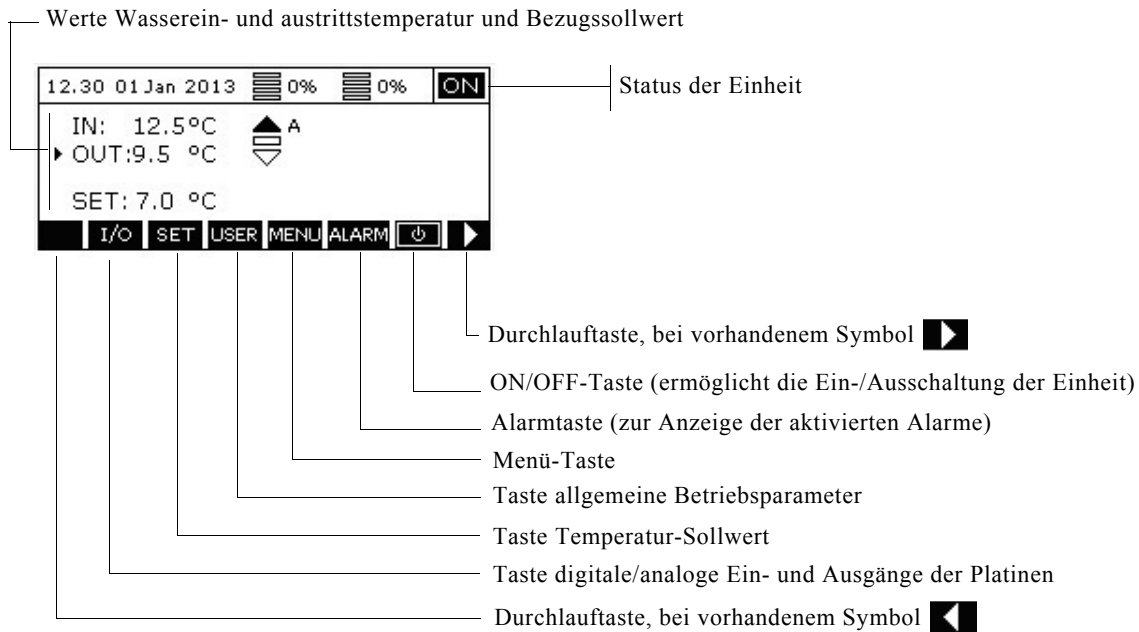 Werte Wasserein- und austrittstemperatur und Bezugssollwert
12.30 01 Jan 2013 0% 0% ON
Status der Einheit
IN: 12.5°C A
OUT:9.5 °C
SET: 7.0 °C
I/O SET USER MENU ALARM
Durchlauftaste, bei vorhandenem Symbol
ON/OFF-Taste (ermöglicht die Ein-/Ausschaltung der Einheit)
Alarmtaste (zur Anzeige der aktivierten Alarme)
Menü-Taste
Taste allgemeine Betriebsparameter
Taste Temperatur-Sollwert
Taste digitale/analoge Ein- und Ausgänge der Platinen
Durchlauftaste, bei vorhandenem Symbol